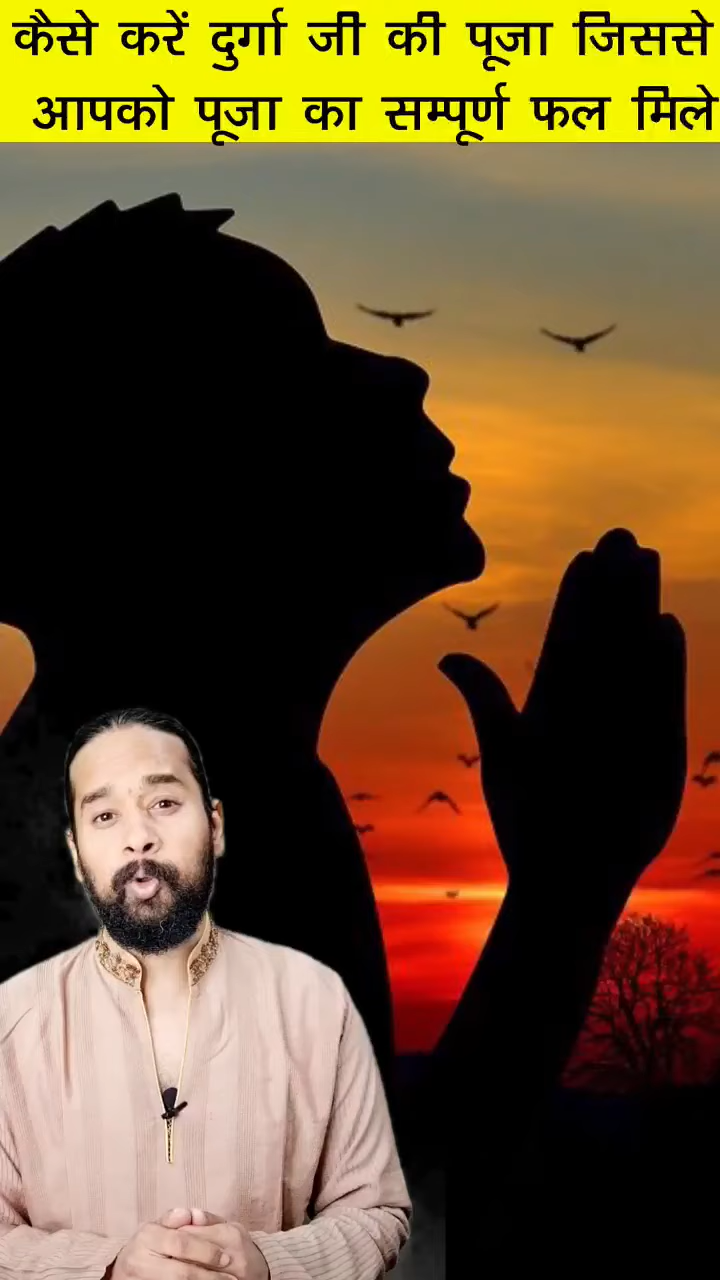 कैसे करें दुर्गा जी की पूजा जिससे
आपको पूजा का सम्पूर्ण फल मिले